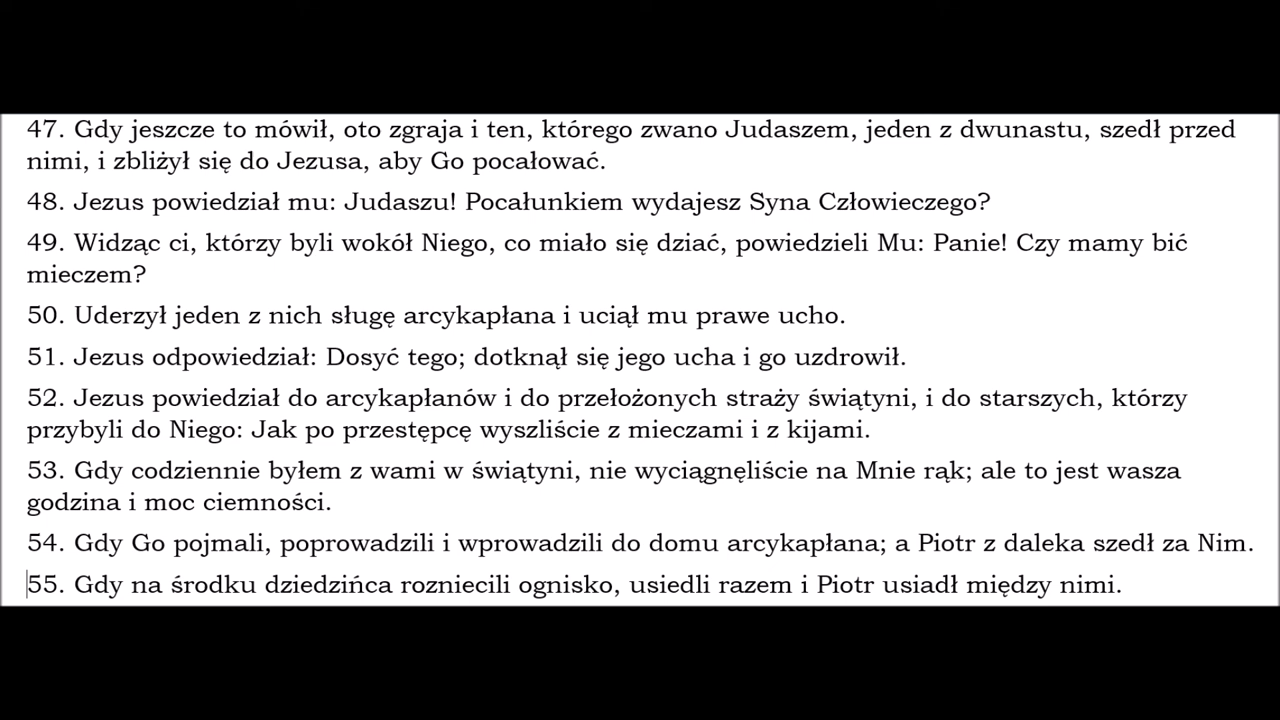 47. Gdy jeszcze to mówił, oto zgraja i ten, którego zwano Judaszem, jeden z dwunastu, szedł przed
nimi, i zbliżył się do Jezusa, aby Go pocałować.
48. Jezus powiedział mu: Judaszu! Pocałunkiem wydajesz Syna Człowieczego?
49. Widząc ci, którzy byli wokół Niego, co miało się dziać, powiedzieli Mu: Panie! Czy mamy bić
mieczem?
50. Uderzył jeden z nich sługę arcykapłana i uciął mu prawe ucho.
51. Jezus odpowiedział: Dosyć tego; dotknął się jego ucha i go uzdrowił.
52. Jezus powiedział do arcykapłanów i do przełożonych straży świątyni, i do starszych, którzy
przybyli do Niego: Jak po przestępcę wyszliście z mieczami i z kijami.
53. Gdy codziennie byłem z wami w świątyni, nie wyciągnęliście na Mnie rąk; ale to jest wasza
godzina i moc ciemności.
54. Gdy Go pojmali, poprowadzili i wprowadzili do domu arcykapłana; a Piotr z daleka szedł za Nim.
55. Gdy na środku dziedzińca rozniecili ognisko, usiedli razem i Piotr usiadł między nimi.